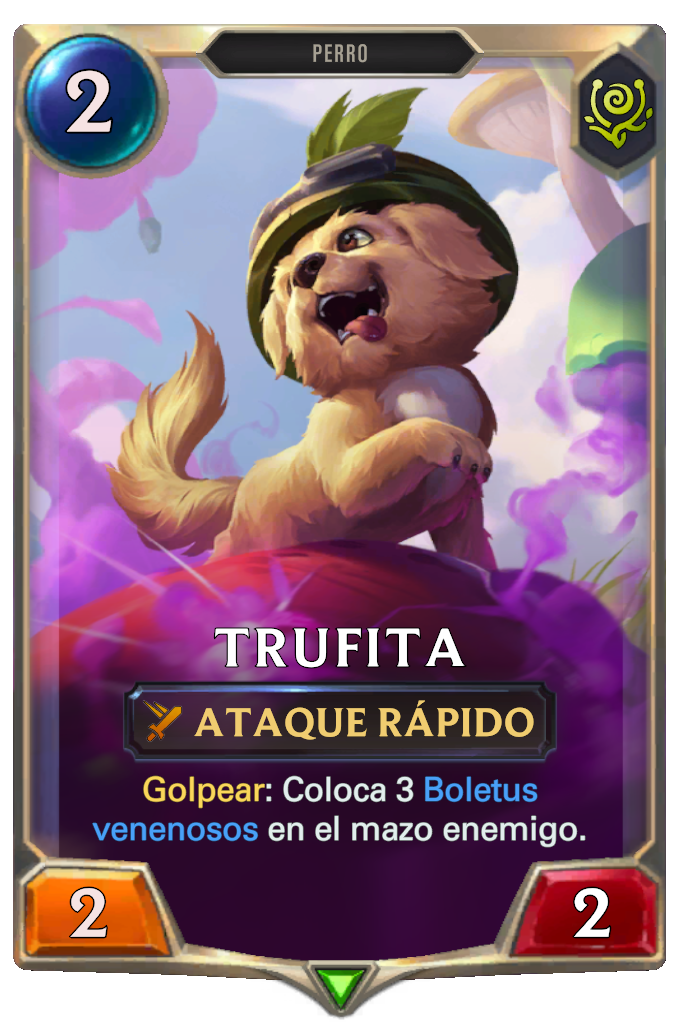 PERRO
2
TRUFITA
ATAQUE RÁPIDO
Golpear: Coloca 3 Boletus
venenosos en el mazo enemigo.
2
2